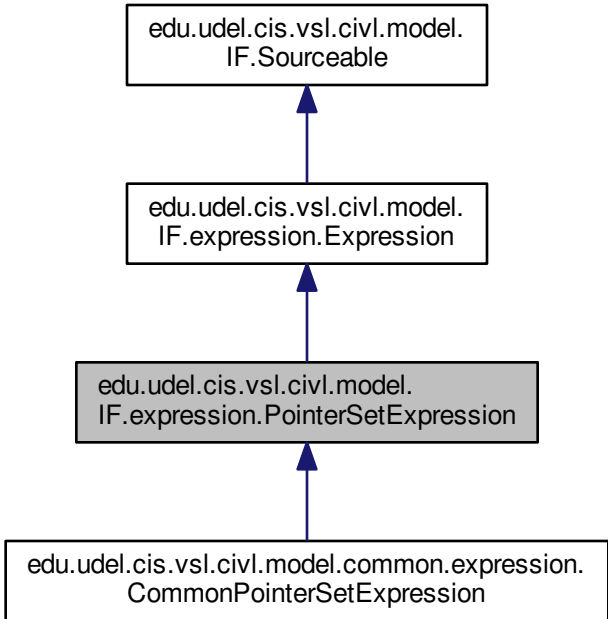 edu.udel.cis.vsl.civl.model.
IF.Sourceable
edu.udel.cis.vsl.civl.model.
IF.expression.Expression
edu.udel.cis.vsl.civl.model.
IF.expression.PointerSetExpression
edu.udel.cis.vsl.civl.model.common.expression.
CommonPointerSetExpression